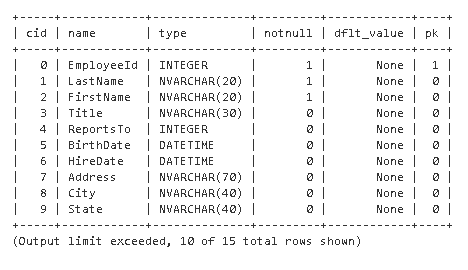 +-----+------------+--------------+---------+------------+----+
| cid | name       | type         | notnull | dflt_value | pk |
+-----+------------+--------------+---------+------------+----+
|   0 | EmployeeId | INTEGER      |       1 |       None |  1 |
|   1 | LastName   | NVARCHAR(20) |       1 |       None |  0 |
|   2 | FirstName  | NVARCHAR(20) |       1 |       None |  0 |
|   3 | Title      | NVARCHAR(30) |       0 |       None |  0 |
|   4 | ReportsTo  | INTEGER      |       0 |       None |  0 |
|   5 | BirthDate  | DATETIME     |       0 |       None |  0 |
|   6 | HireDate   | DATETIME     |       0 |       None |  0 |
|   7 | Address    | NVARCHAR(70) |       0 |       None |  0 |
|   8 | City       | NVARCHAR(40) |       0 |       None |  0 |
|   9 | State      | NVARCHAR(40) |       0 |       None |  0 |
+-----+------------+--------------+---------+------------+----+
(Output limit exceeded, 10 of 15 total rows shown)